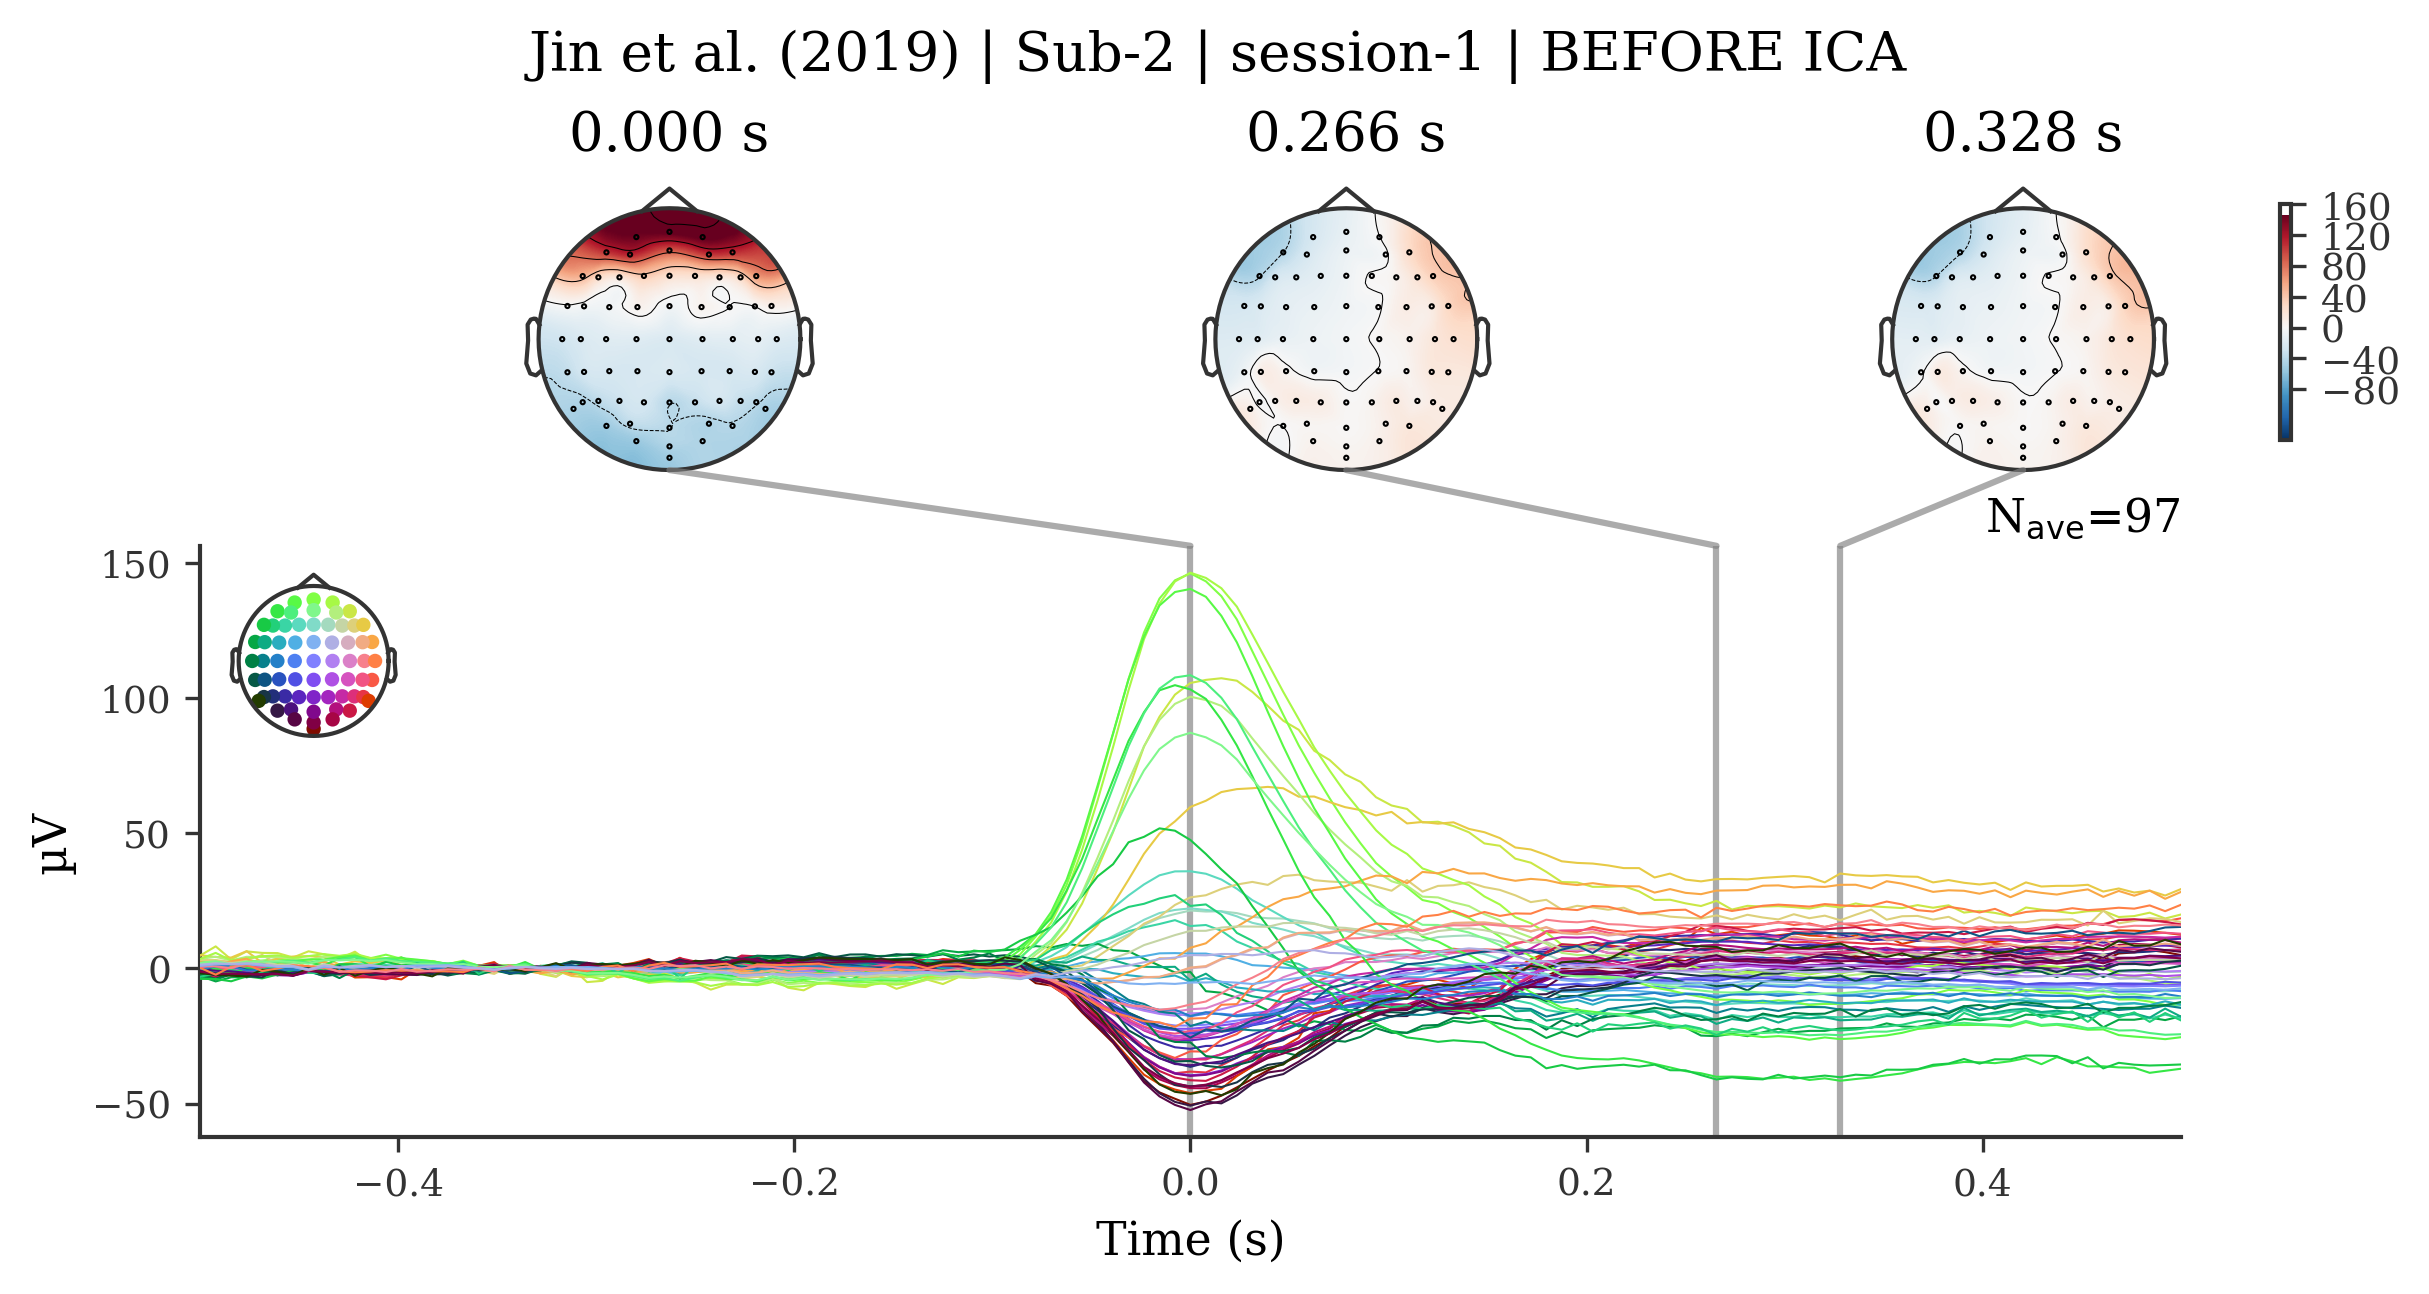 Jin et al. (2019) | Sub-2 | session-1 | BEFORE ICA
0.000 s
0.266 s
0.328 s
160
120
80
40
0
−40
−80
Nave=97
150
100
50
0
−50
µV
−0.4
−0.2
0.0
0.2
0.4
Time (s)